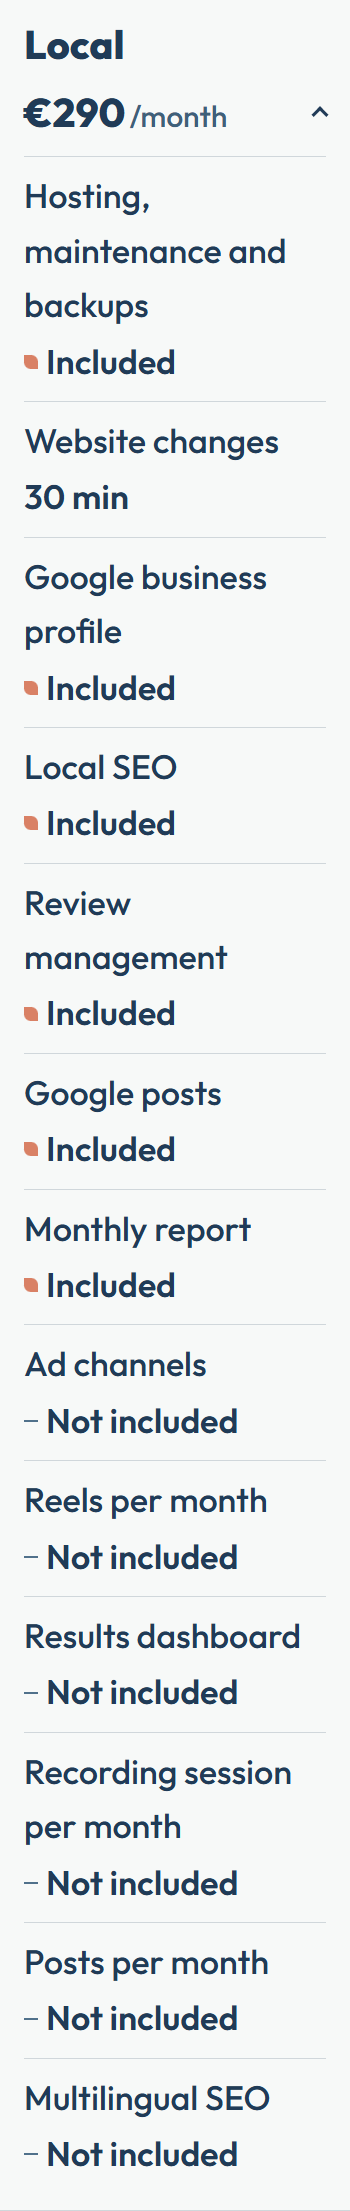 Local
€290 /month
Hosting,
maintenance and
backups
Included
Website changes
30 min
Google business
profile
Included
Local SEO
Included
Review
management
Included
Google posts
Included
Monthly report
Included
Ad channels
– Not included
Reels per month
– Not included
Results dashboard
– Not included
Recording session
per month
– Not included
Posts per month
– Not included
Multilingual SEO
– Not included